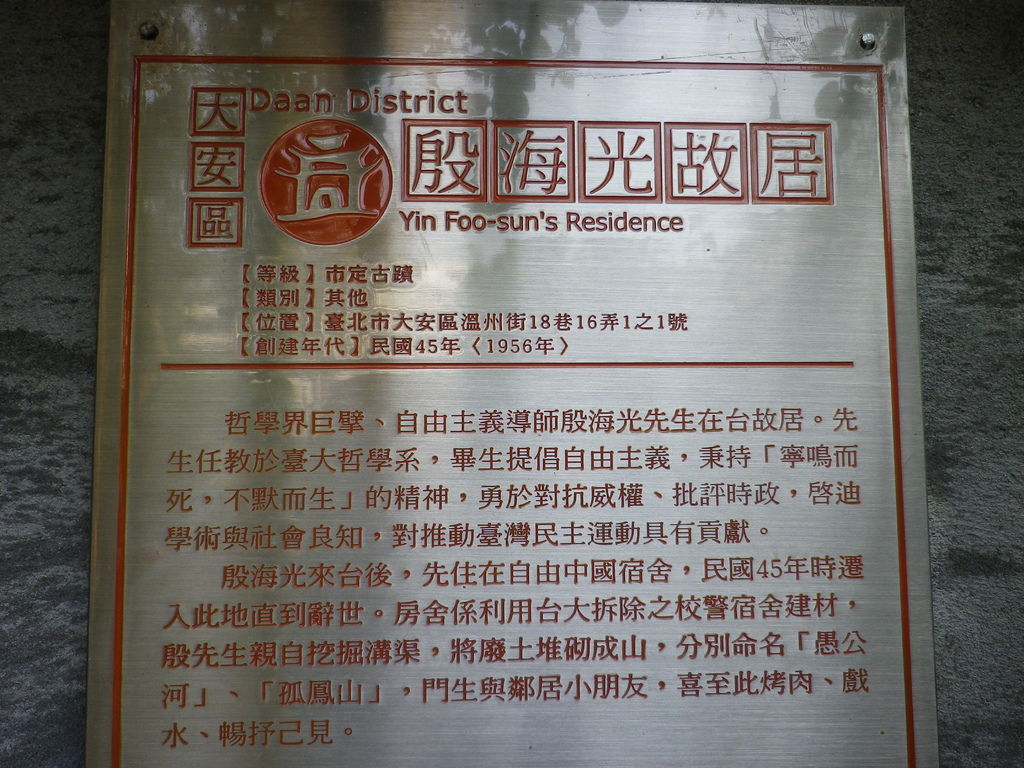 大安區
Daan District
殷海光故居
Yin Foo-sun's Residence
【等級】市定古蹟
【類別】其他
【位置】臺北市大安區溫州街18巷16弄1之1號
【創建年代】民國45年〈1956年〉
哲學界巨擘、自由主義導師殷海光先生在台故居。先
生任教於臺大哲學系，畢生提倡自由主義，秉持「寧鳴而
死，不默而生」的精神，勇於對抗威權、批評時政，啓迪
學術與社會良知，對推動臺灣民主運動具有貢獻。
殷海光來台後，先住在自由中國宿舍，民國45年時遷
入此地直到辭世。房舍係利用台大拆除之校警宿舍建材，
殷先生親自挖掘溝渠，將廢土堆砌成山，分別命名「愚公
河」、「孤鳳山」，門生與鄰居小朋友，喜至此烤肉、戲
水、暢抒己見。